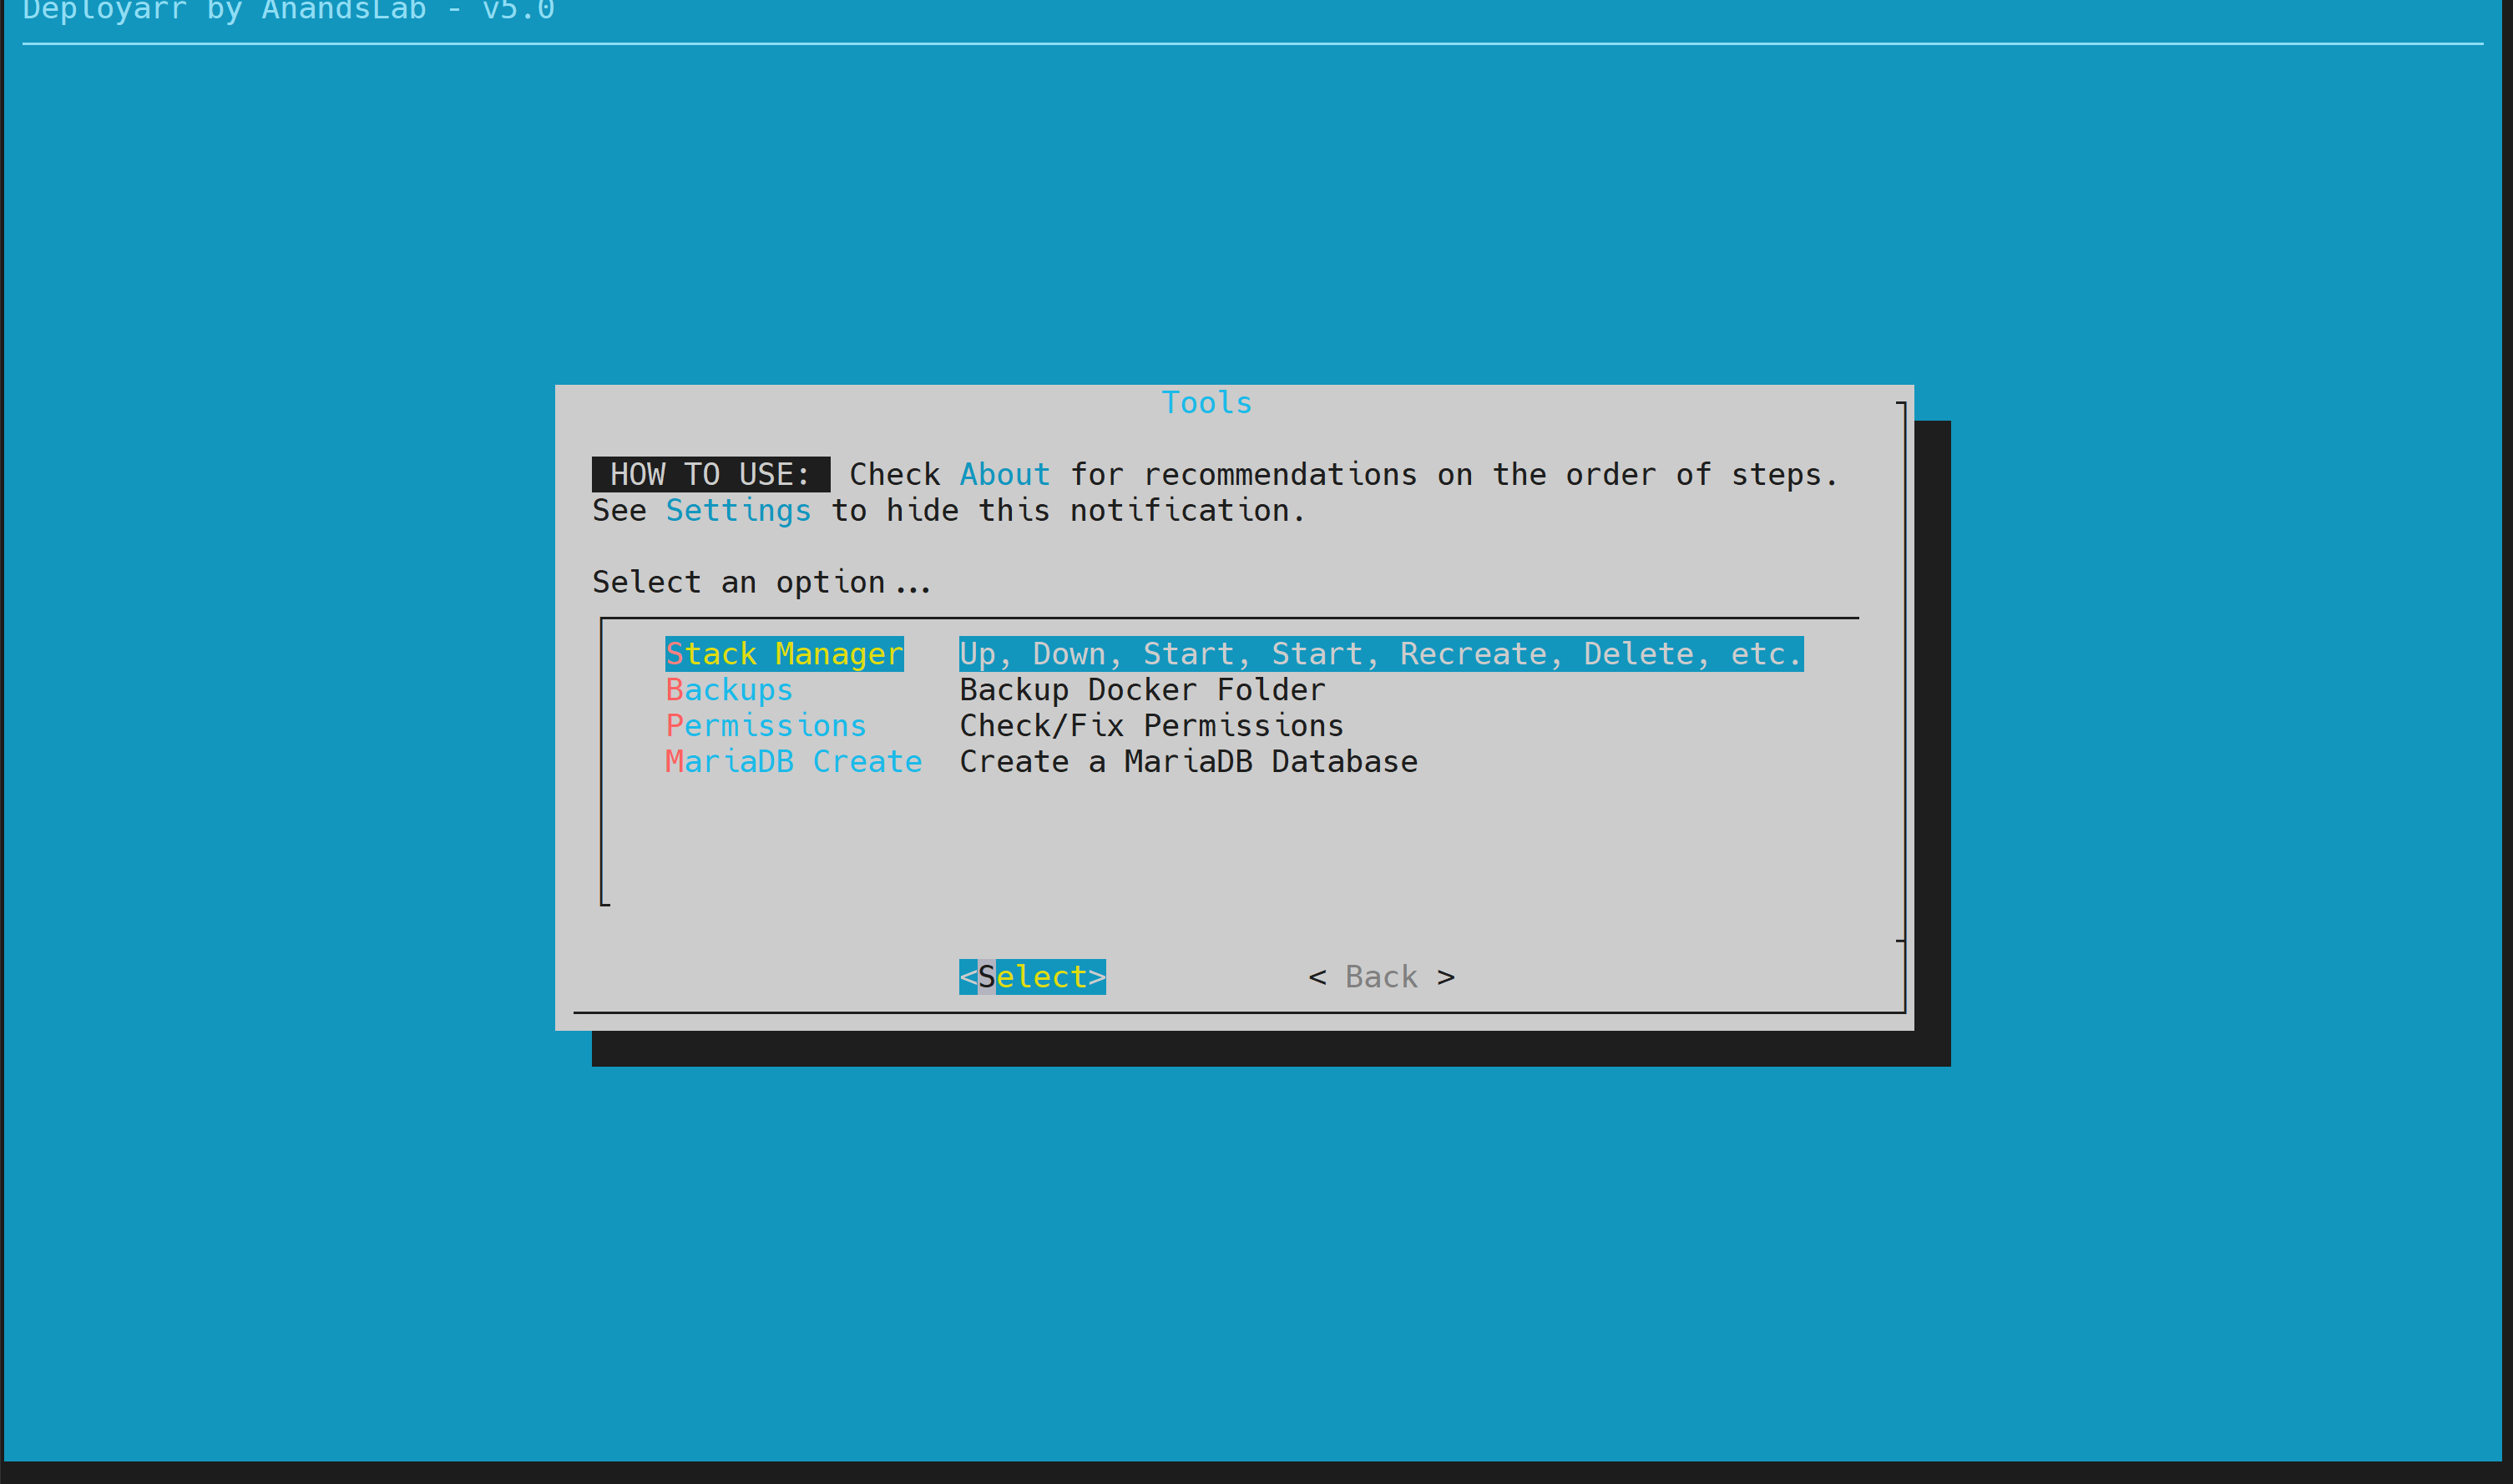 Deployarr by AnandsLab - v5.0
Tools
HOW TO USE: Check About for recommendations on the order of steps.
See Settings to hide this notification.
Select an option...
Stack Manager Up, Down, Start, Start, Recreate, Delete, etc.
Backups Backup Docker Folder
Permissions Check/Fix Permissions
MariaDB Create Create a MariaDB Database
<Select> < Back >